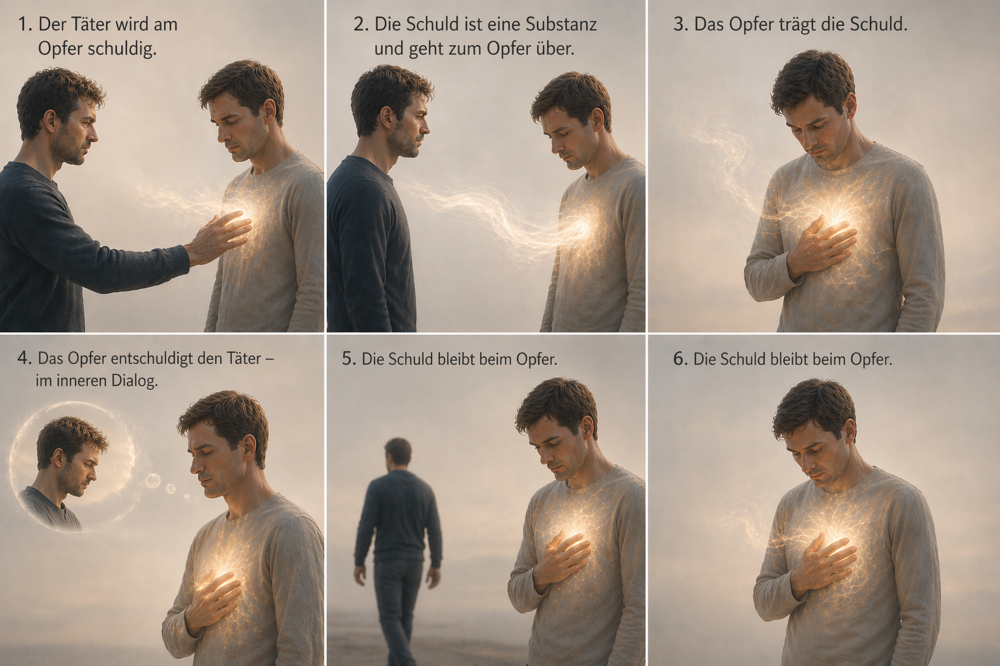 1. Der Täter wird am
Opfer schuldig.
2. Die Schuld ist eine Substanz
und geht zum Opfer über.
3. Das Opfer trägt die Schuld.
4. Das Opfer entschuldigt den Täter –
im inneren Dialog.
5. Die Schuld bleibt beim Opfer.
6. Die Schuld bleibt beim Opfer.